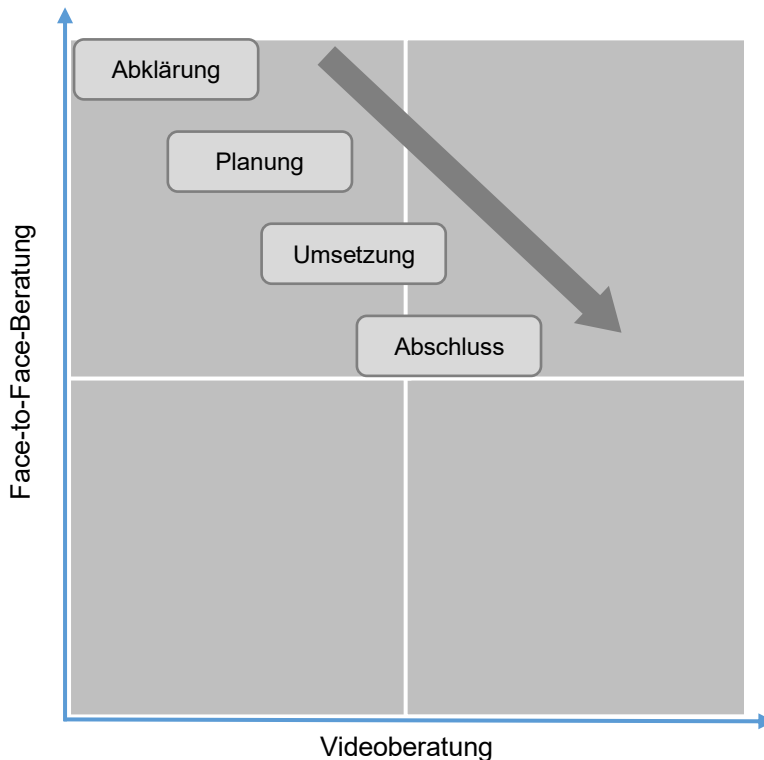 Abklärung
Planung
Umsetzung
Abschluss
Face-to-Face-Beratung
Videoberatung